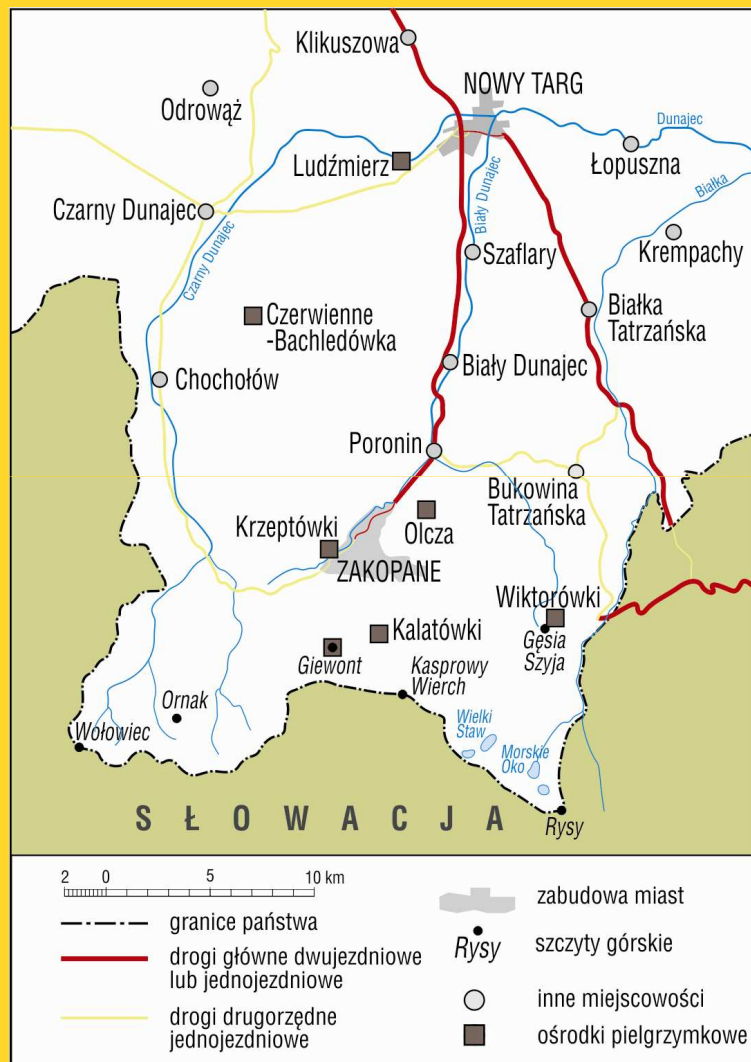 Klikuszowa
NOWY TARG
Odrowąż
Dunajec
Ludźmierz
Łopuszna
Białka
Czarny Dunajec
Biały Dunajec
Czarny Dunajec
Szaflary
Krempachy
Czerwienne
-Bachledówka
Białka
Tatrzańska
Chochołów
Biały Dunajec
Poronin
Bukowina
Tatrzańska
Krzeptówki
Olcza
ZAKOPANE
Wiktorówki
Kalatówki
Gęsia
Szyja
Giewont
Kasprowy
Wierch
Ornak
Wołowiec
Wielki
Staw
Morskie
Oko
SŁOWACJA
Rysy
2 0 5 10 km
granice państwa
drogi główne dwujezdniowe
lub jednojezdniowe
drogi drugorzędne
jednojezdniowe
zabudowa miast
Rysy
szczyty górskie
inne miejscowości
ośrodki pielgrzymkowe